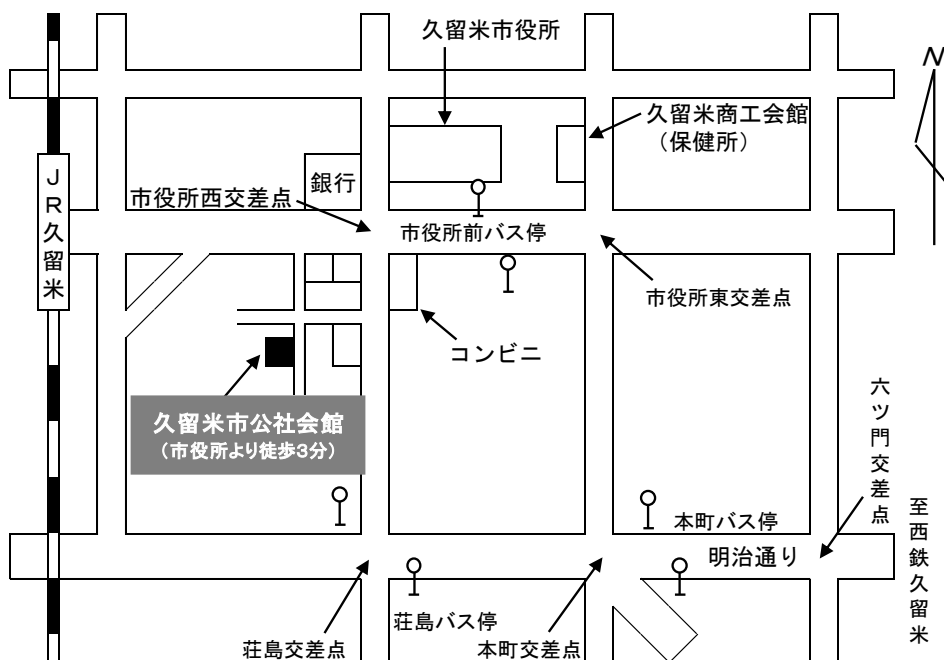 久留米市役所
N
久留米商工会館
（保健所）
銀行
市役所西交差点
JR久留米
市役所前バス停
市役所東交差点
コンビニ
久留米市公社会館
（市役所より徒歩3分）
六ツ門交差点
至西鉄久留米
本町バス停
明治通り
荘島バス停
荘島交差点
本町交差点